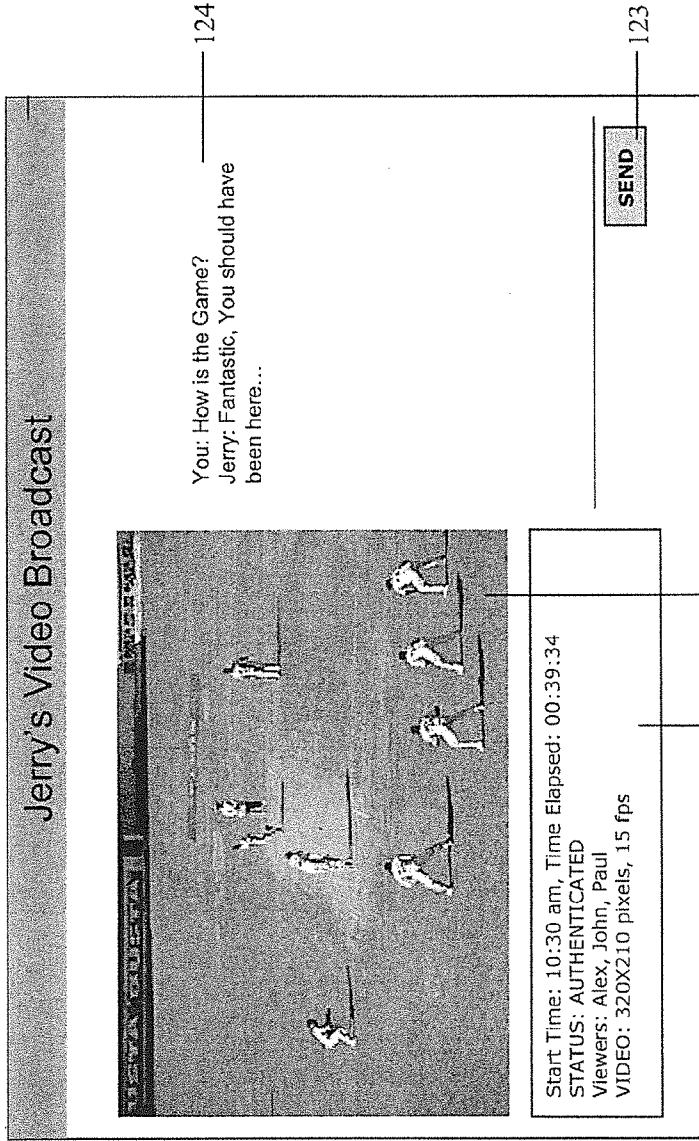 Jerry's Video Broadcast
You: How is the Game?
Jerry: Fantastic, You should have
been here...
124
Start Time: 10:30 am, Time Elapsed: 00:39:34
STATUS: AUTHENTICATED
Viewers: Alex, John, Paul
VIDEO: 320X210 pixels, 15 fps
SEND
123